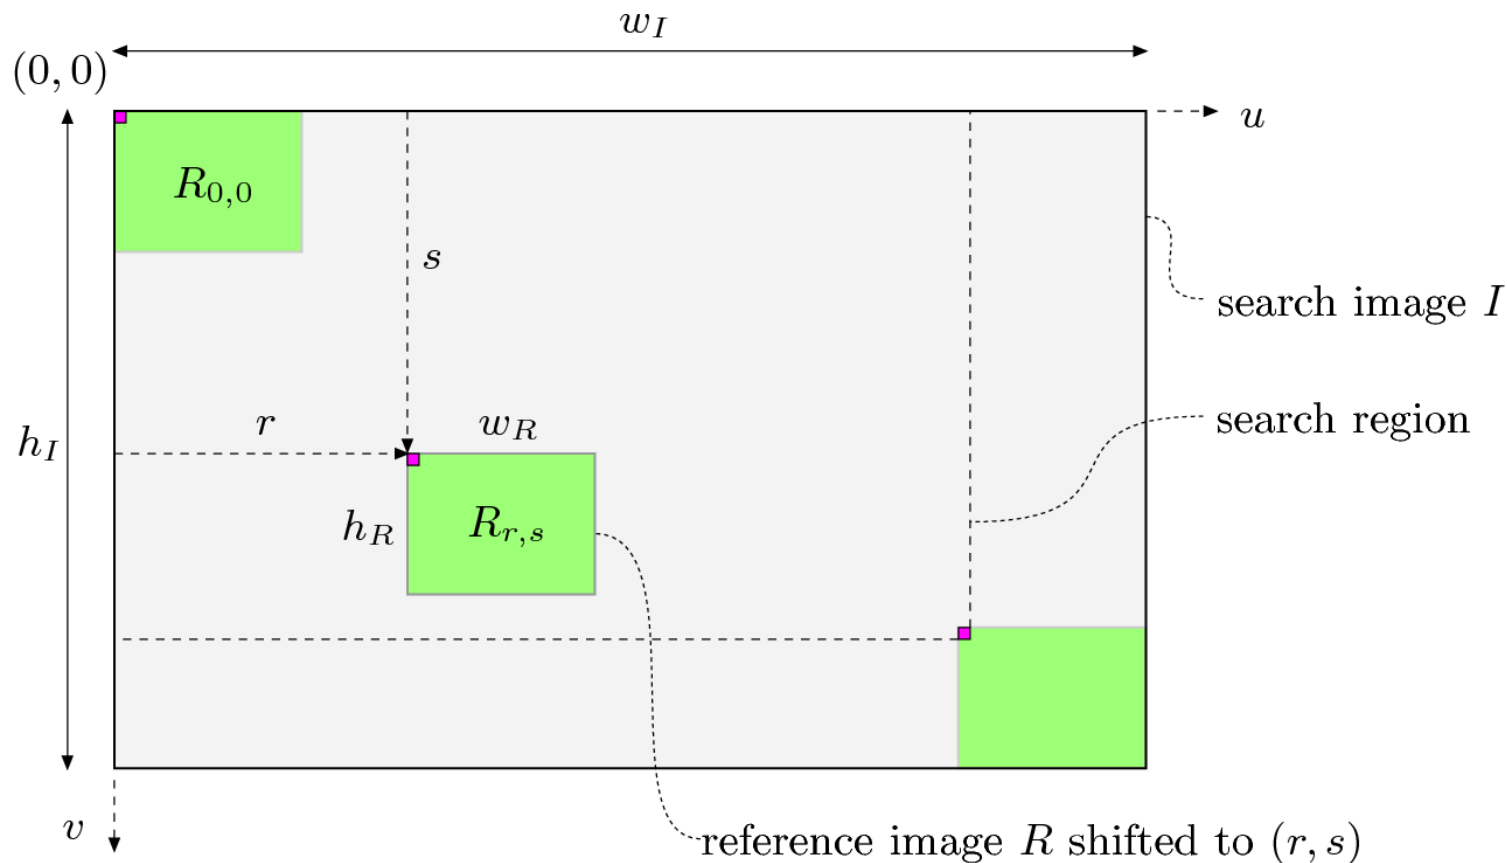 w_I
(0, 0)
u
R_{0,0}
s
search image I
search region
r
w_R
h_I
h_R
R_{r,s}
v
reference image R shifted to (r, s)